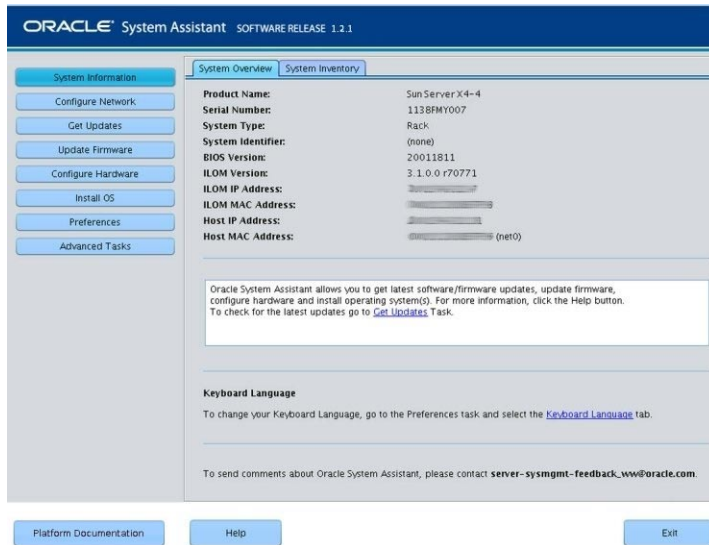 ORACLE System Assistant SOFTWARE RELEASE 1.2.1
System Information
Configure Network
Get Updates
Update Firmware
Configure Hardware
Install OS
Preferences
Advanced Tasks
System Overview
System Inventory
Product Name: Sun Server X4-4
Serial Number: 1138FMY007
System Type: Rack
System Identifier: (none)
BIOS Version: 20011811
ILOM Version: 3.1.0.0 r70771
ILOM IP Address:
ILOM MAC Address:
Host IP Address:
Host MAC Address: (net0)
Oracle System Assistant allows you to get latest software/firmware updates, update firmware,
configure hardware and install operating system(s). For more information, click the Help button.
To check for the latest updates go to Get Updates Task.
Keyboard Language
To change your Keyboard Language, go to the Preferences task and select the Keyboard Language tab.
To send comments about Oracle System Assistant, please contact server-sysmgmt-feedback_ww@oracle.com.
Platform Documentation
Help
Exit